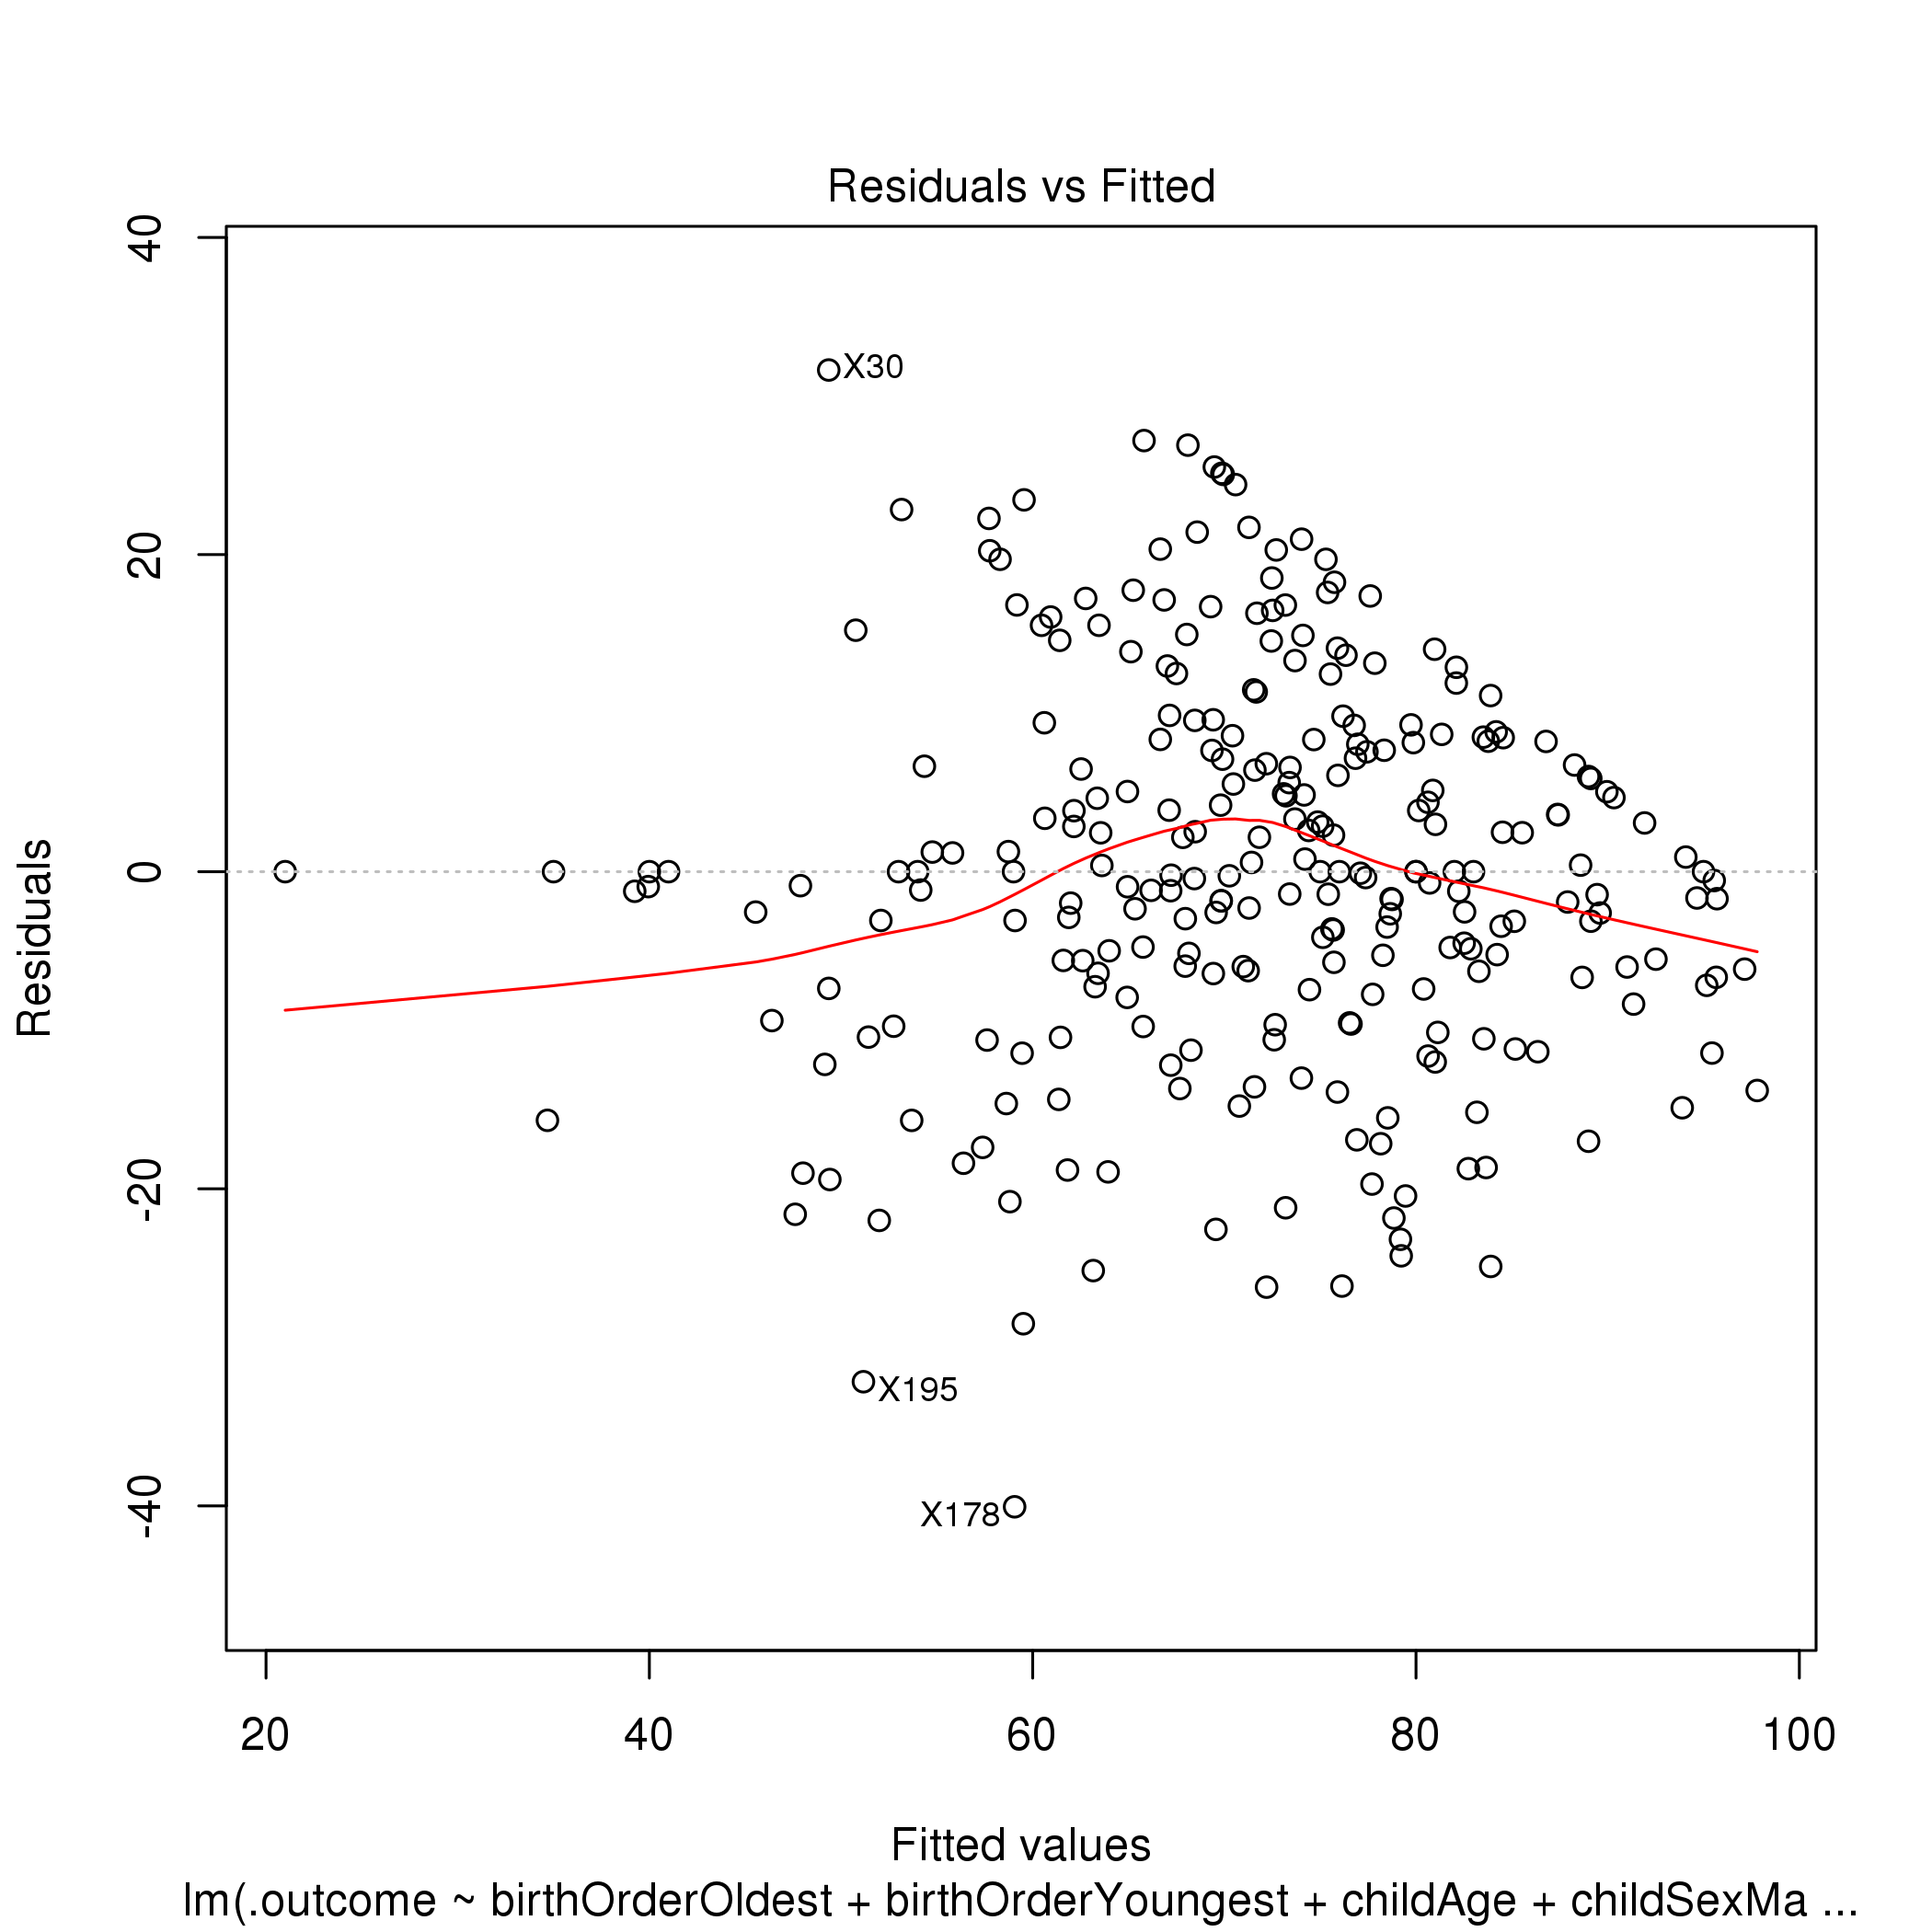 Residuals vs Fitted
40
20
0
-20
-40
Residuals
X30
X195
X178
20 40 60 80 100
Fitted values
lm(.outcome ~ birthOrderOldest + birthOrderYoungest + childAge + childSexMa ...